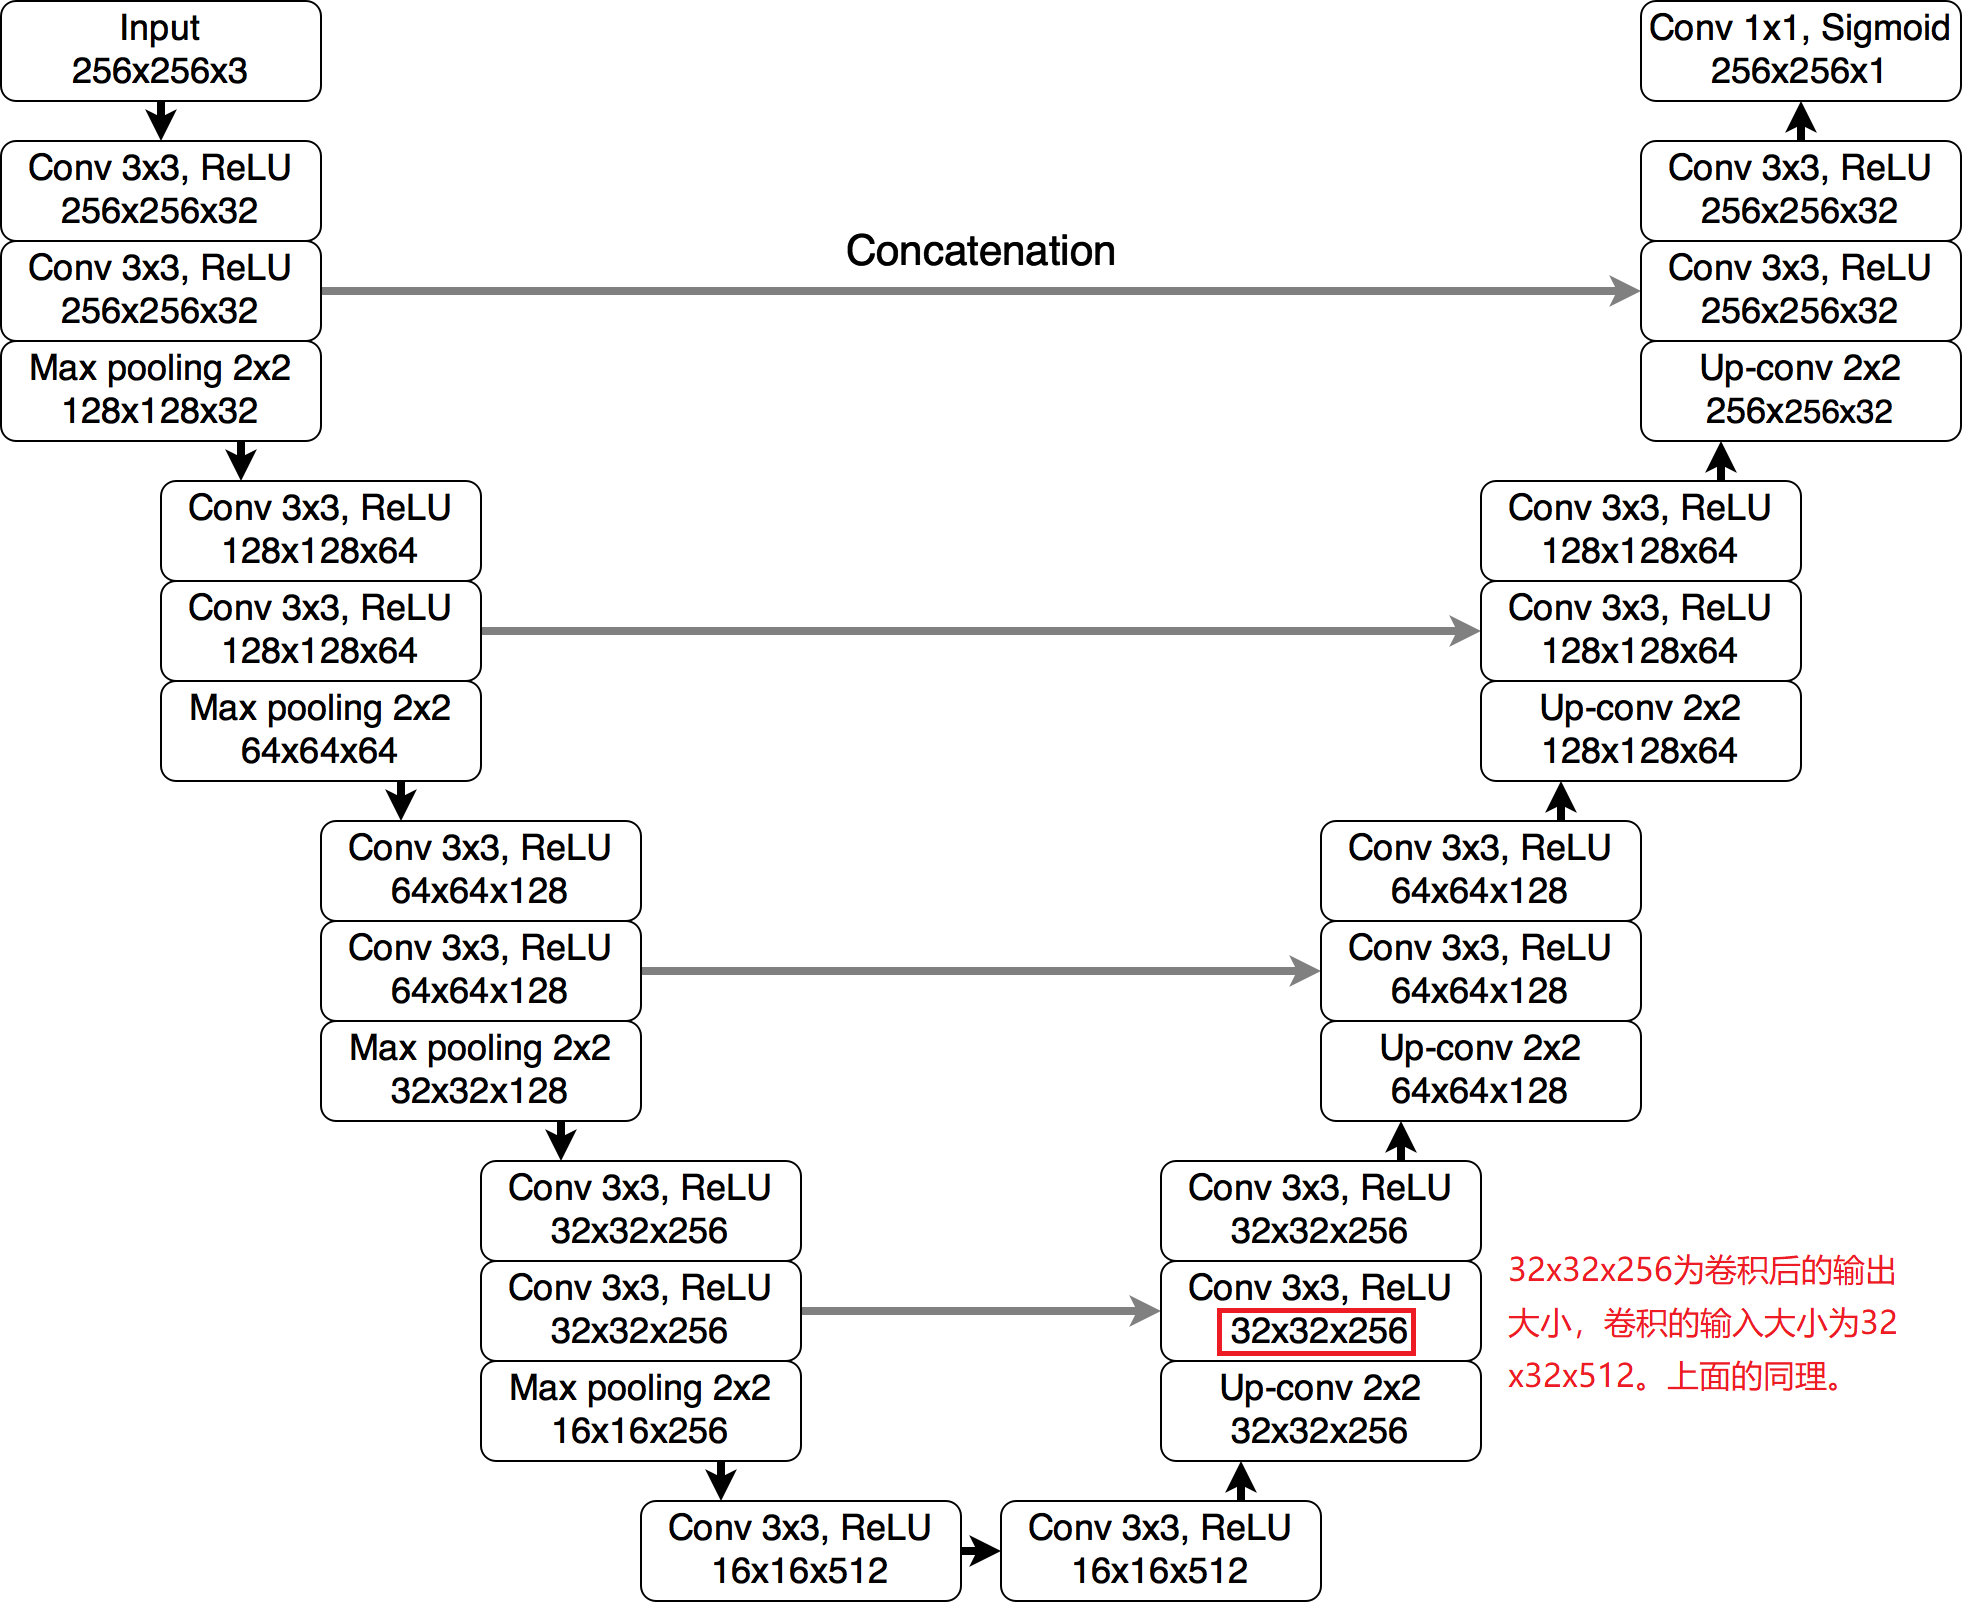 Input
256x256x3
Conv 3x3, ReLU
256x256x32
Conv 3x3, ReLU
256x256x32
Max pooling 2x2
128x128x32
Conv 3x3, ReLU
128x128x64
Conv 3x3, ReLU
128x128x64
Max pooling 2x2
64x64x64
Conv 3x3, ReLU
64x64x128
Conv 3x3, ReLU
64x64x128
Max pooling 2x2
32x32x128
Conv 3x3, ReLU
32x32x256
Conv 3x3, ReLU
32x32x256
Max pooling 2x2
16x16x256
Conv 3x3, ReLU
16x16x512
Concatenation
Conv 1x1, Sigmoid
256x256x1
Conv 3x3, ReLU
256x256x32
Conv 3x3, ReLU
256x256x32
Up-conv 2x2
256x256x32
Conv 3x3, ReLU
128x128x64
Conv 3x3, ReLU
128x128x64
Up-conv 2x2
128x128x64
Conv 3x3, ReLU
64x64x128
Conv 3x3, ReLU
64x64x128
Up-conv 2x2
64x64x128
Conv 3x3, ReLU
32x32x256
Conv 3x3, ReLU
32x32x256
Up-conv 2x2
32x32x256
Conv 3x3, ReLU
16x16x512
32x32x256为卷积后的输出
大小，卷积的输入大小为32
x32x512。上面的同理。